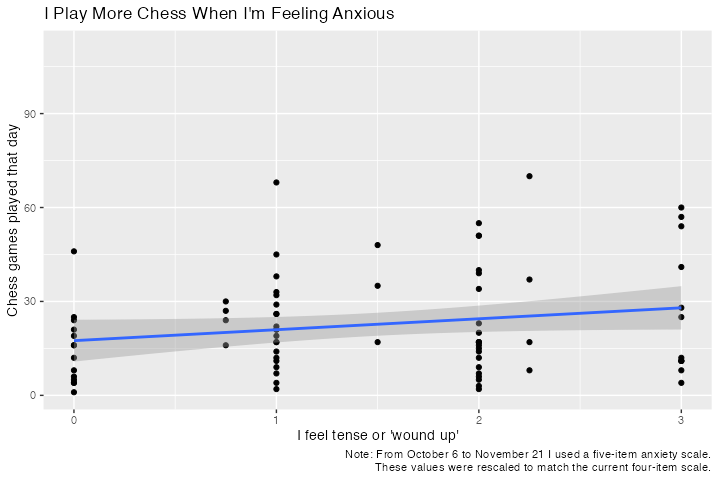 I Play More Chess When I'm Feeling Anxious
Chess games played that day
90
60
30
0
0
1
2
3
I feel tense or 'wound up'
Note: From October 6 to November 21 I used a five-item anxiety scale.
These values were rescaled to match the current four-item scale.